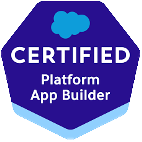 CERTIFIED
Platform
App Builder